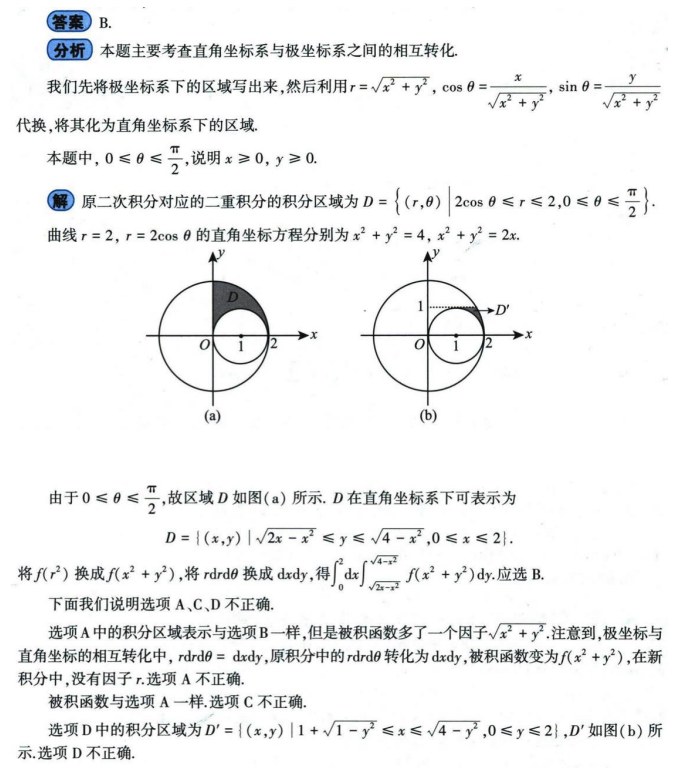 答案 B.
分析 本题主要考查直角坐标系与极坐标系之间的相互转化.
我们先将极坐标系下的区域写出来,然后利用 r = √(x² + y²), cos θ = x/√(x² + y²), sin θ = y/√(x² + y²)
代换,将其化为直角坐标系下的区域.
本题中, 0 ≤ θ ≤ π/2,说明 x ≥ 0, y ≥ 0.
解 原二次积分对应的二重积分的积分区域为 D = {(r,θ) | 2cos θ ≤ r ≤ 2,0 ≤ θ ≤ π/2}.
曲线 r = 2, r = 2cos θ 的直角坐标方程分别为 x² + y² = 4, x² + y² = 2x.
y
D
O 1 2 x
(a)
y
1 D′
O 1 2 x
(b)
由于 0 ≤ θ ≤ π/2,故区域 D 如图(a) 所示. D 在直角坐标系下可表示为
D = {(x,y) | √(2x − x²) ≤ y ≤ √(4 − x²),0 ≤ x ≤ 2}.
将 f(r²) 换成 f(x² + y²),将 rdrdθ 换成 dxdy,得 ∫₀² dx ∫_{√(2x−x²)}^{√(4−x²)} f(x² + y²)dy.应选 B.
下面我们说明选项 A、C、D 不正确.
选项 A 中的积分区域表示与选项 B 一样,但是被积函数多了一个因子 √(x² + y²).注意到,极坐标与
直角坐标的相互转化中, rdrdθ = dxdy,原积分中的 rdrdθ 转化为 dxdy,被积函数变为 f(x² + y²),在新
积分中,没有因子 r.选项 A 不正确.
被积函数与选项 A 一样.选项 C 不正确.
选项 D 中的积分区域为 D′ = {(x,y) | 1 + √(1 − y²) ≤ x ≤ √(4 − y²),0 ≤ y ≤ 2},D′ 如图(b) 所
示.选项 D 不正确.